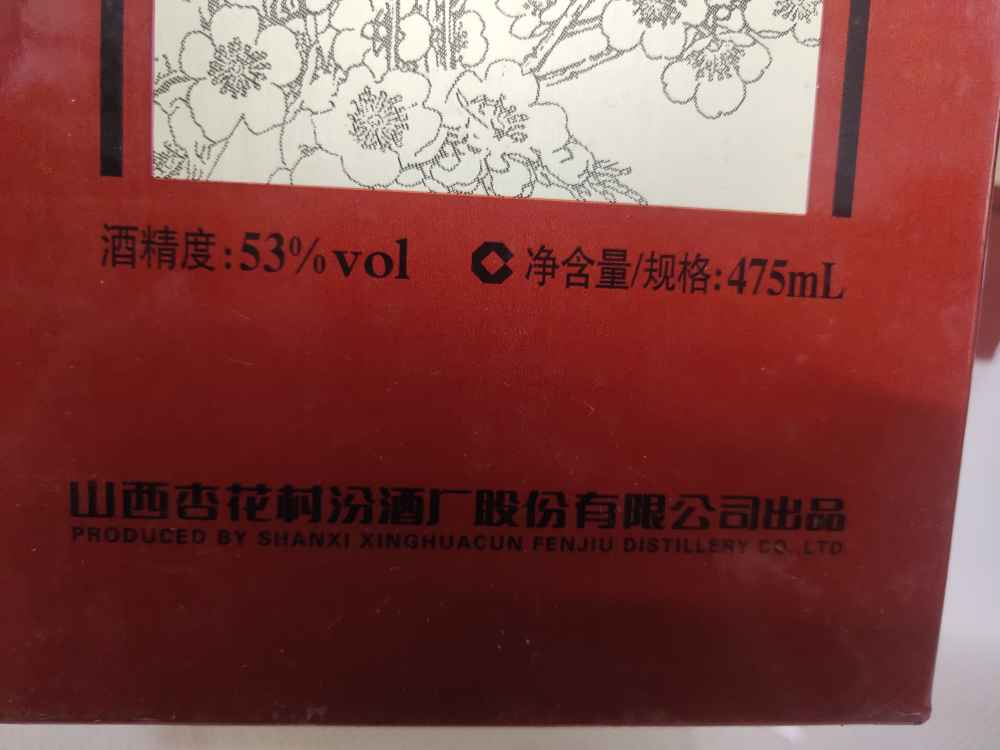 酒精度:53%vol 净含量/规格:475mL
山西杏花村汾酒厂股份有限公司出品
PRODUCED BY SHANXI XINGHUACUN FENJIU DISTILLERY CO.,LTD